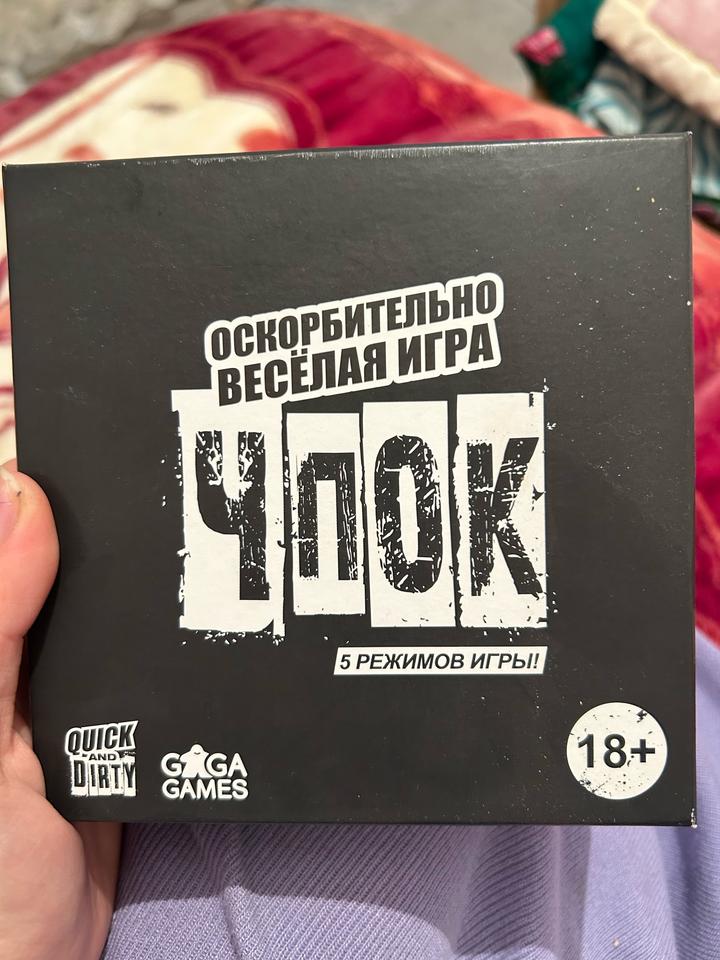 ОСКОРБИТЕЛЬНО
ВЕСЁЛАЯ ИГРА
ЧПОК
5 РЕЖИМОВ ИГРЫ!
QUICK
AND
DIRTY
GAGA
GAMES
18+